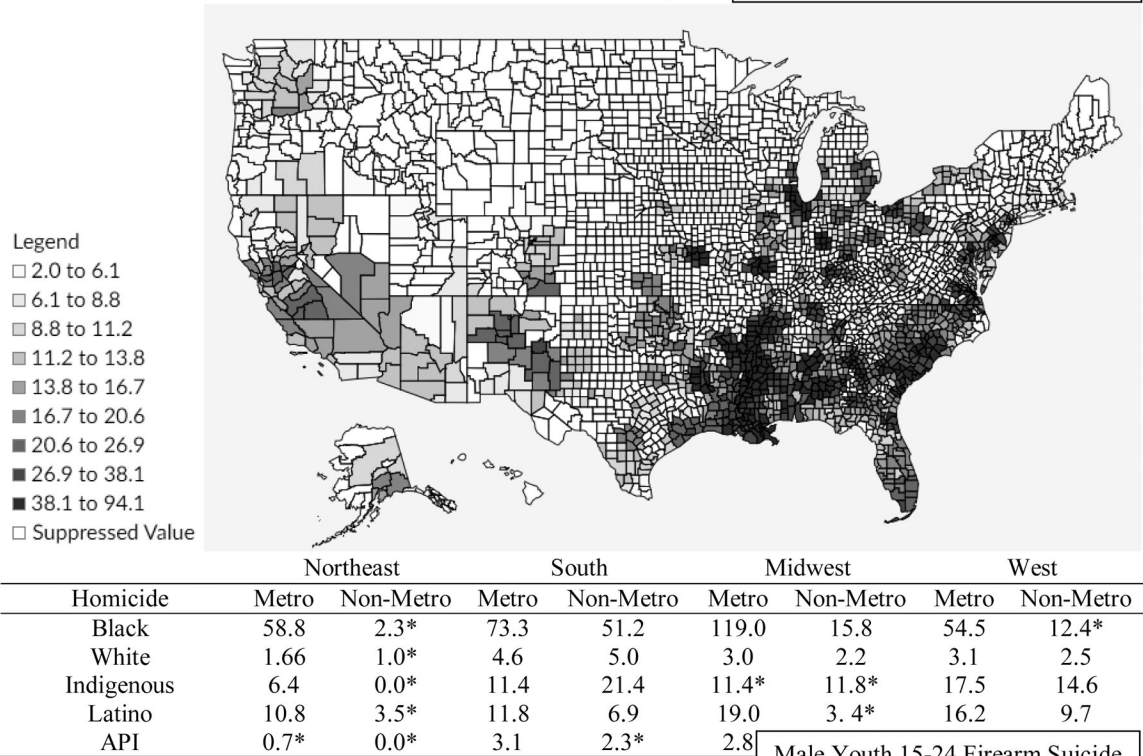 Legend
2.0 to 6.1
6.1 to 8.8
8.8 to 11.2
11.2 to 13.8
13.8 to 16.7
16.7 to 20.6
20.6 to 26.9
26.9 to 38.1
38.1 to 94.1
Suppressed Value
Northeast South Midwest West
Homicide Metro Non-Metro Metro Non-Metro Metro Non-Metro Metro Non-Metro
Black 58.8 2.3* 73.3 51.2 119.0 15.8 54.5 12.4*
White 1.66 1.0* 4.6 5.0 3.0 2.2 3.1 2.5
Indigenous 6.4 0.0* 11.4 21.4 11.4* 11.8* 17.5 14.6
Latino 10.8 3.5* 11.8 6.9 19.0 3. 4* 16.2 9.7
API 0.7* 0.0* 3.1 2.3* 2.8
Male Youth 15-24 Firearm Suicide